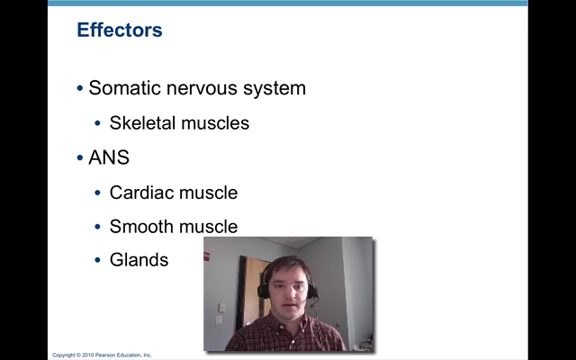 Effectors
• Somatic nervous system
• Skeletal muscles
• ANS
• Cardiac muscle
• Smooth muscle
• Glands
Copyright © 2010 Pearson Education, Inc.